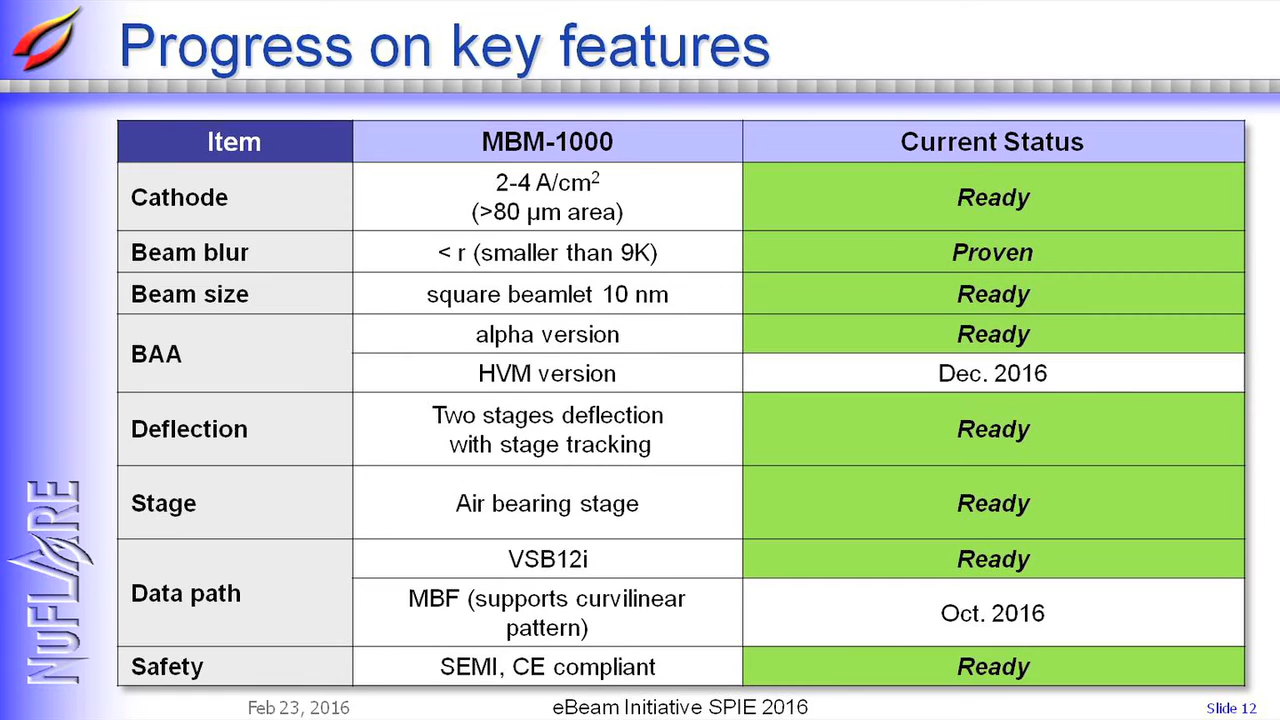 Progress on key features
Item MBM-1000 Current Status
Cathode 2-4 A/cm² Ready
(>80 µm area)
Beam blur < r (smaller than 9K) Proven
Beam size square beamlet 10 nm Ready
BAA alpha version Ready
HVM version Dec. 2016
Deflection Two stages deflection Ready
with stage tracking
Stage Air bearing stage Ready
Data path VSB12i Ready
MBF (supports curvilinear Oct. 2016
pattern)
Safety SEMI, CE compliant Ready
NUFLARE
Feb 23, 2016 eBeam Initiative SPIE 2016 Slide 12